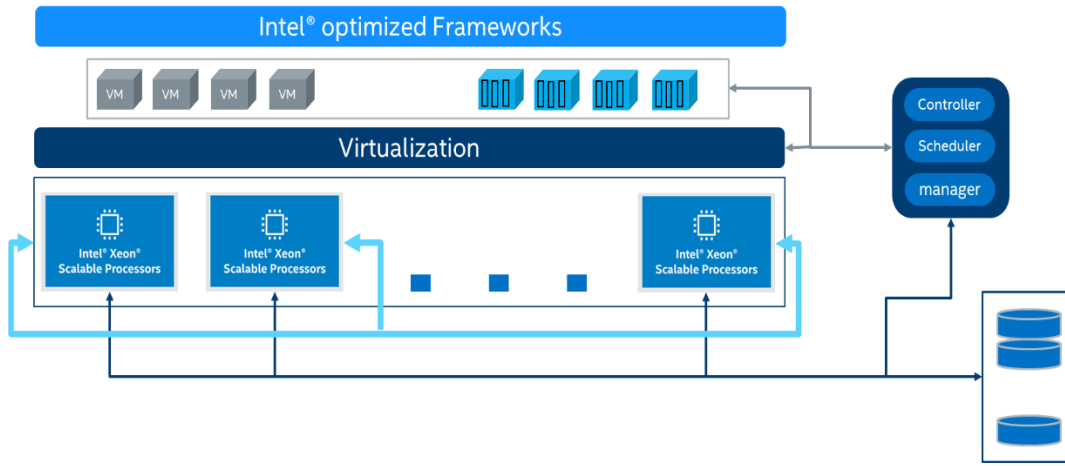 Intel® optimized Frameworks
VM VM VM VM
Controller
Scheduler
manager
Virtualization
Intel® Xeon®
Scalable Processors
Intel® Xeon®
Scalable Processors
Intel® Xeon®
Scalable Processors